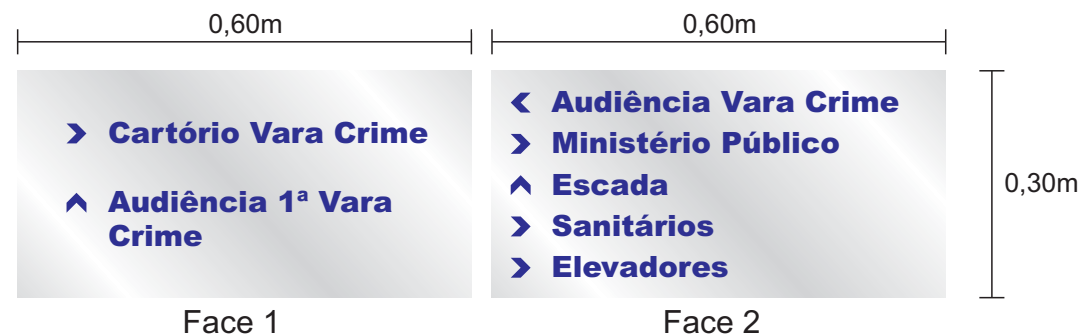 0,60m
0,60m
Cartório Vara Crime
Audiência 1ª Vara
Crime
Audiência Vara Crime
Ministério Público
Escada
Sanitários
Elevadores
0,30m
Face 1
Face 2